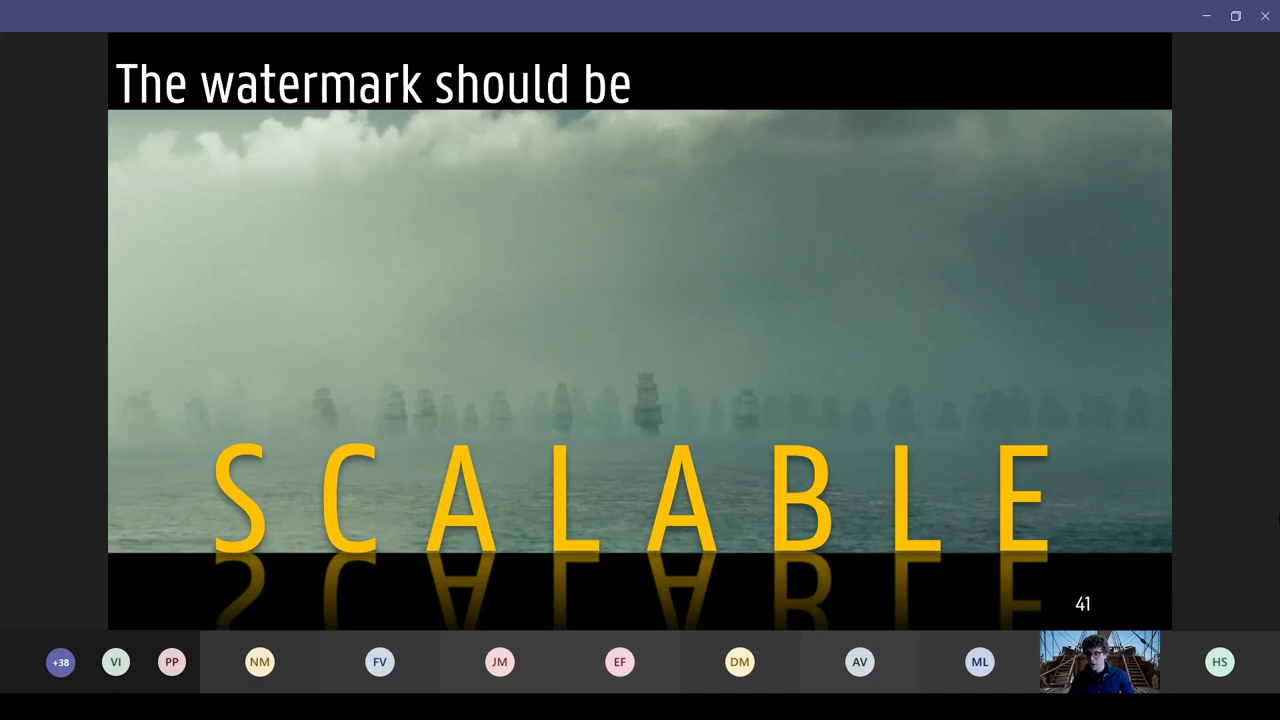 The watermark should be
SCALABLE
41
+38
VI
PP
NM
FV
JM
EF
DM
AV
ML
HS